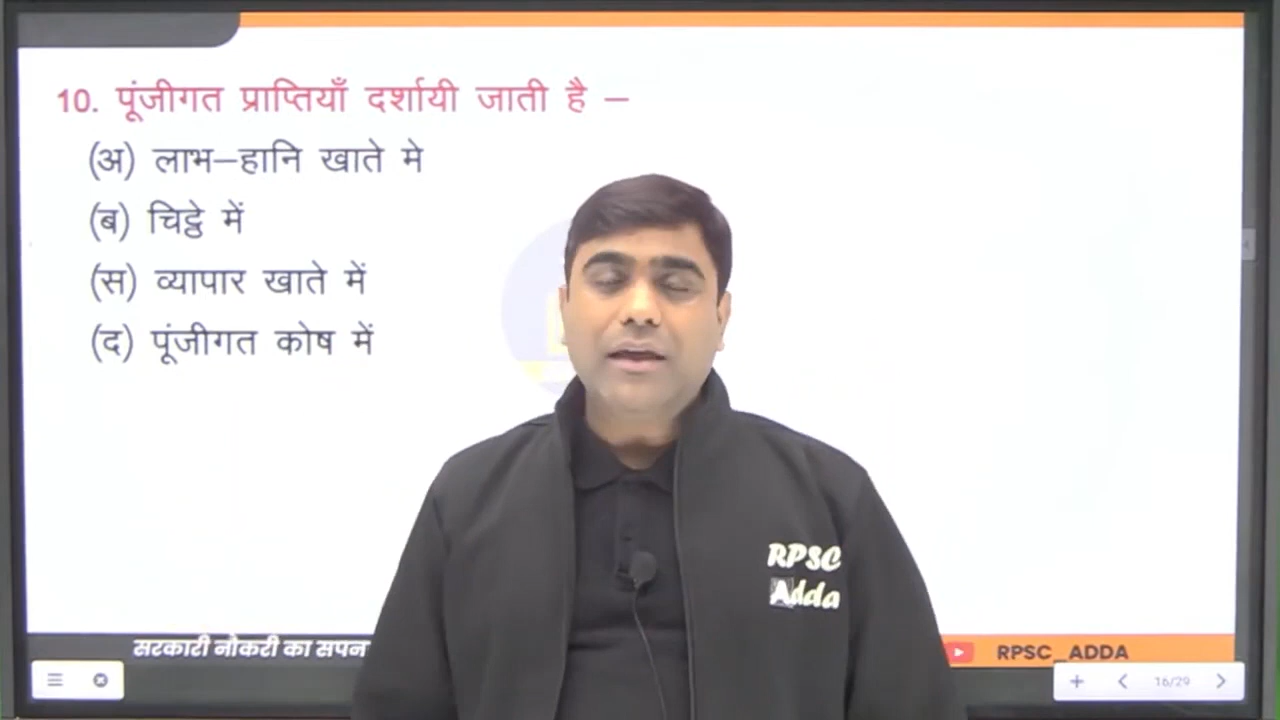 10. पूंजीगत प्राप्तियाँ दर्शायी जाती है –
(अ) लाभ–हानि खाते मे
(ब) चिट्ठे में
(स) व्यापार खाते में
(द) पूंजीगत कोष में
RPSC
Adda
सरकारी नौकरी का सपन
RPSC_ADDA
16/29